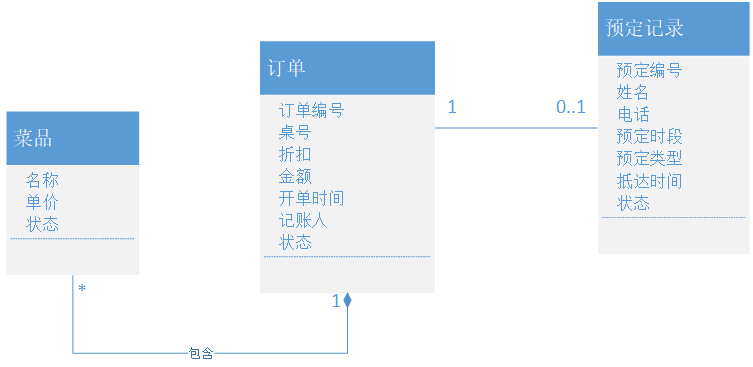 菜品
名称
单价
状态
*
订单
订单编号
桌号
折扣
金额
开单时间
记账人
状态
1
包含
1
0..1
预定记录
预定编号
姓名
电话
预定时段
预定类型
抵达时间
状态